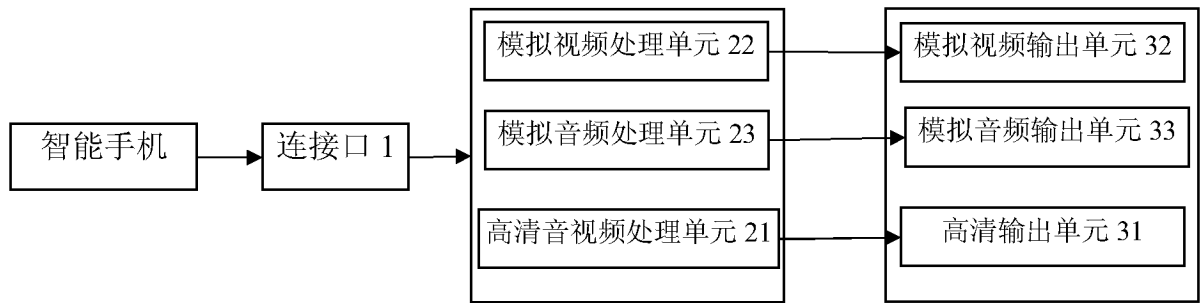 智能手机
连接口 1
模拟视频处理单元 22
模拟音频处理单元 23
高清音视频处理单元 21
模拟视频输出单元 32
模拟音频输出单元 33
高清输出单元 31